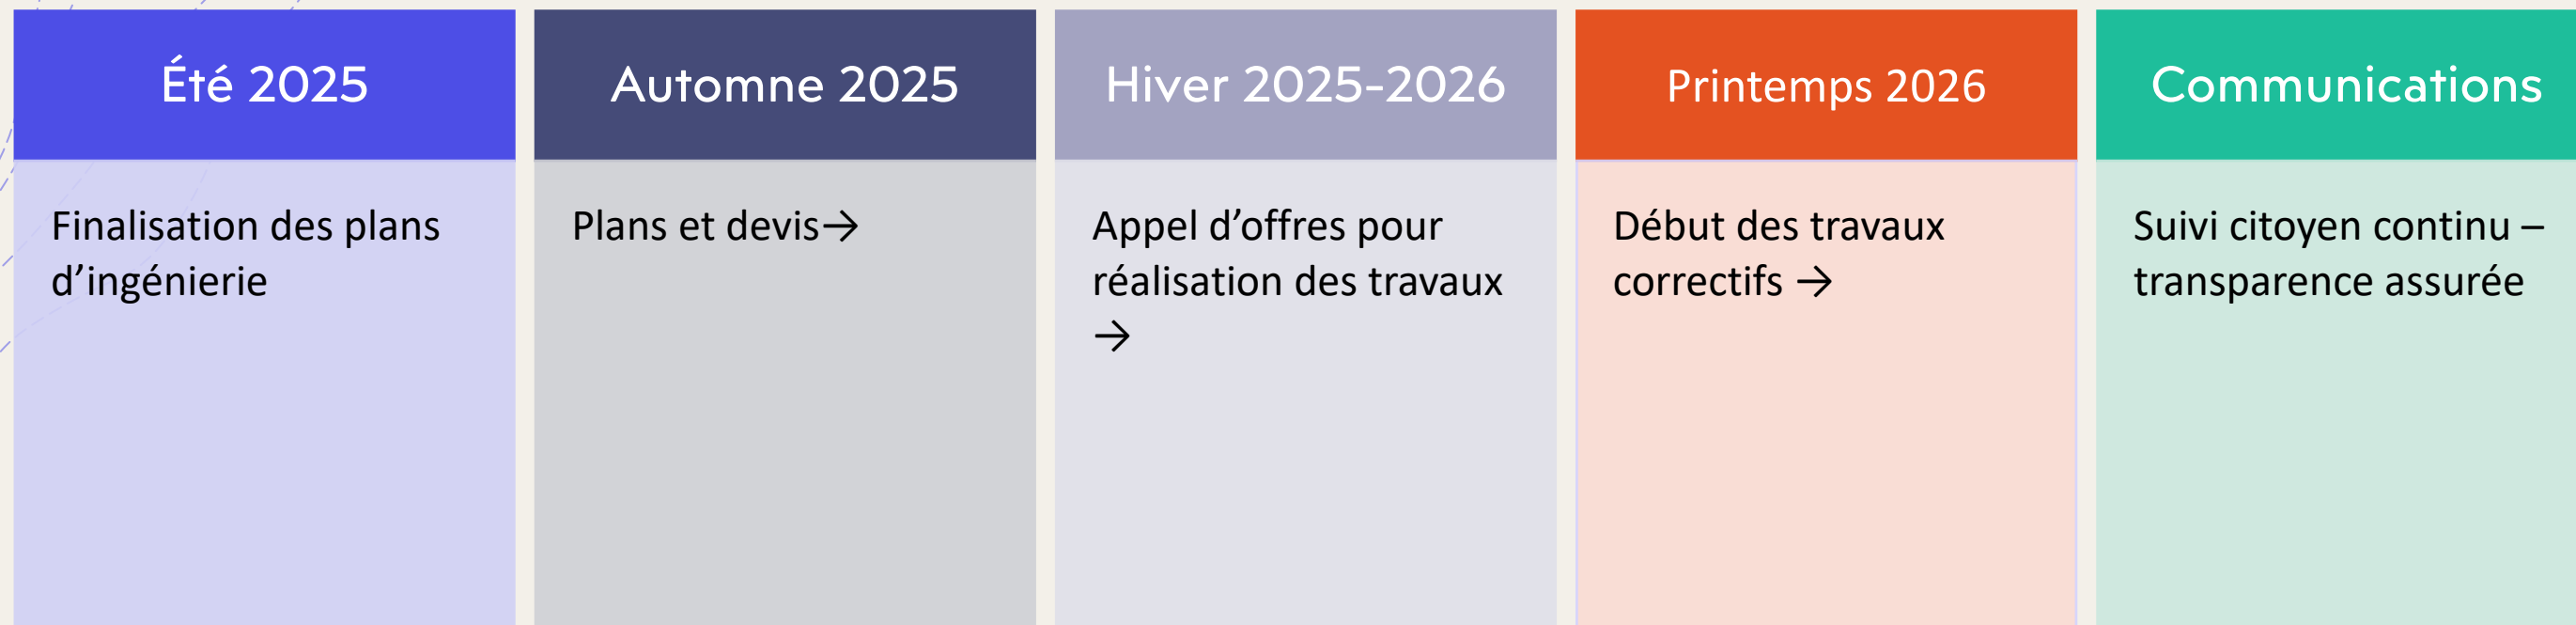 Été 2025
Finalisation des plans
d’ingénierie
Automne 2025
Plans et devis→
Hiver 2025-2026
Appel d’offres pour
réalisation des travaux
→
Printemps 2026
Début des travaux
correctifs →
Communications
Suivi citoyen continu –
transparence assurée